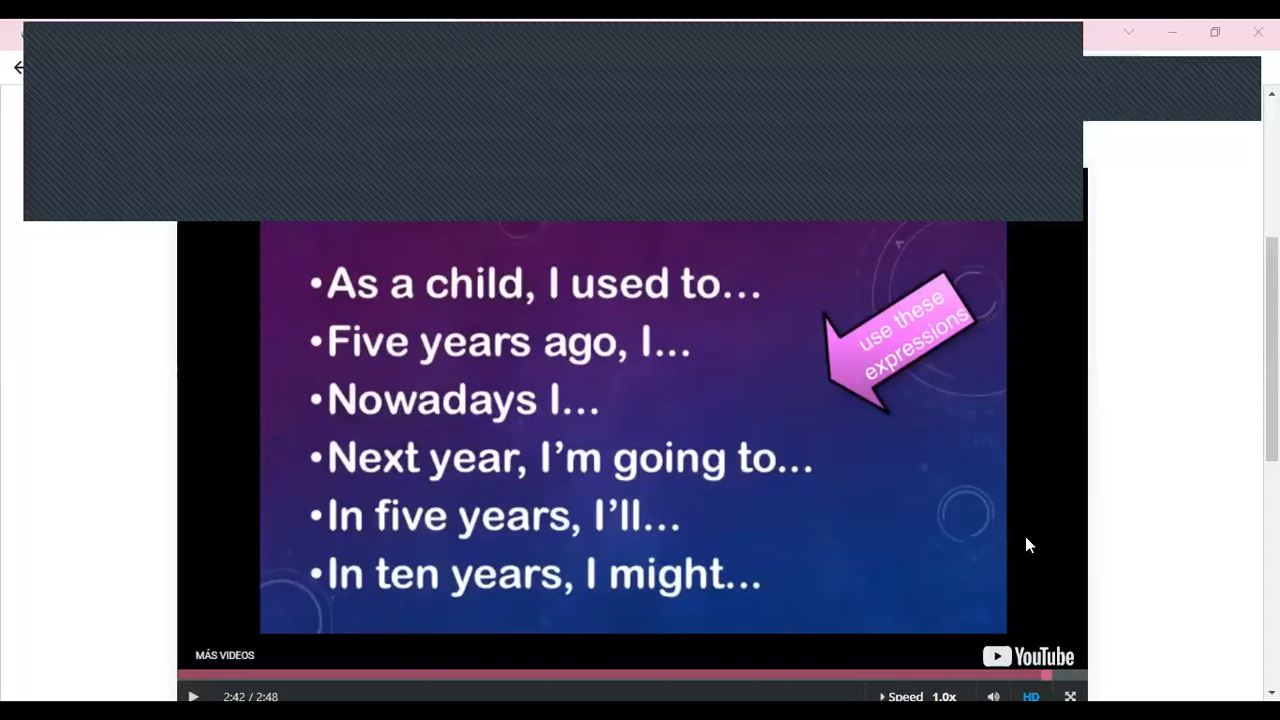 •As a child, I used to...
•Five years ago, I...
•Nowadays I...
•Next year, I'm going to...
•In five years, I'll...
•In ten years, I might...
use these
expressions
MÁS VIDEOS
YouTube
2:42 / 2:48
Speed 1.0x
HD